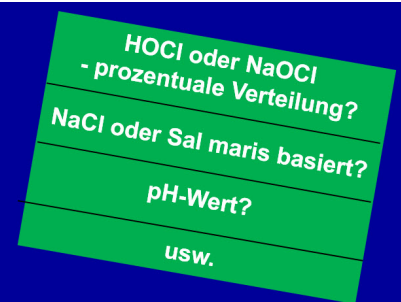 HOCl oder NaOCl
- prozentuale Verteilung?
NaCl oder Sal maris basiert?
pH-Wert?
usw.